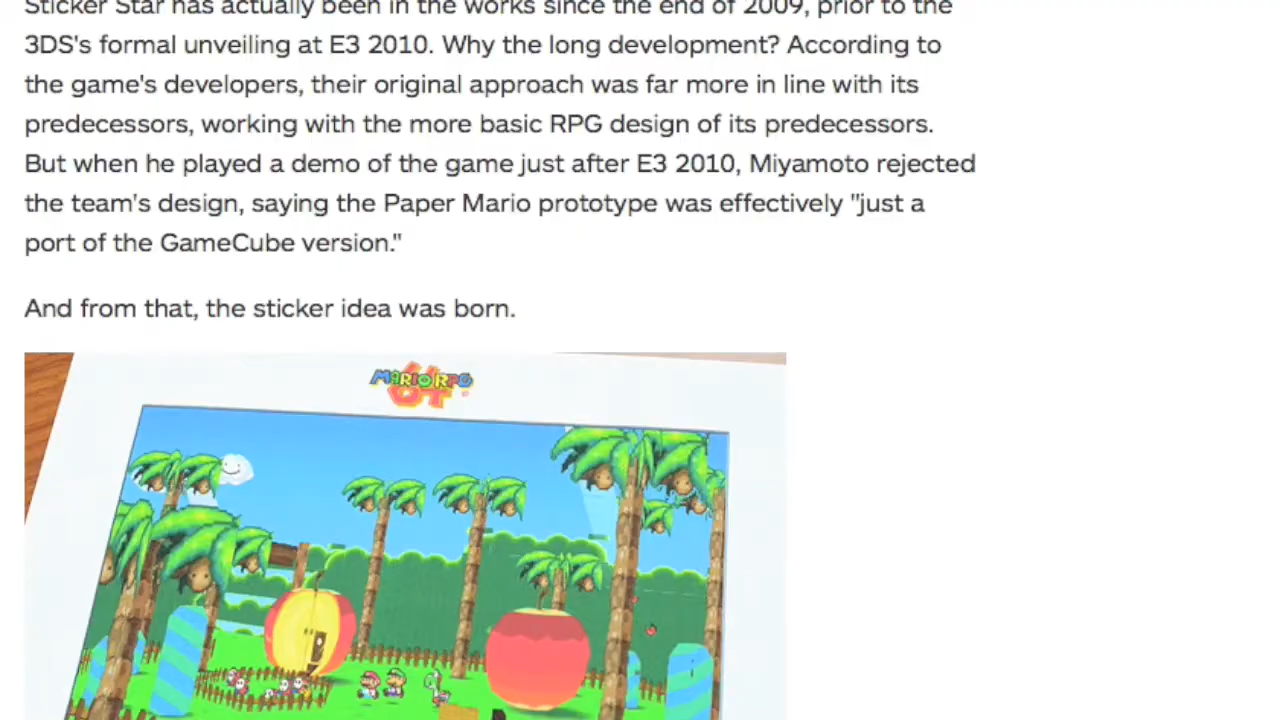 Sticker Star has actually been in the works since the end of 2009, prior to the
3DS's formal unveiling at E3 2010. Why the long development? According to
the game's developers, their original approach was far more in line with its
predecessors, working with the more basic RPG design of its predecessors.
But when he played a demo of the game just after E3 2010, Miyamoto rejected
the team's design, saying the Paper Mario prototype was effectively "just a
port of the GameCube version."
And from that, the sticker idea was born.
MARIO RPG
64